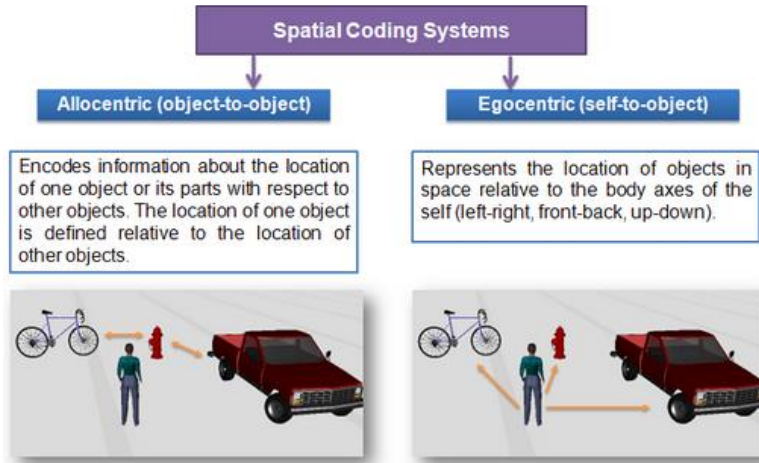 Spatial Coding Systems
Allocentric (object-to-object)
Egocentric (self-to-object)
Encodes information about the location
of one object or its parts with respect to
other objects. The location of one object
is defined relative to the location of
other objects.
Represents the location of objects in
space relative to the body axes of the
self (left-right, front-back, up-down).